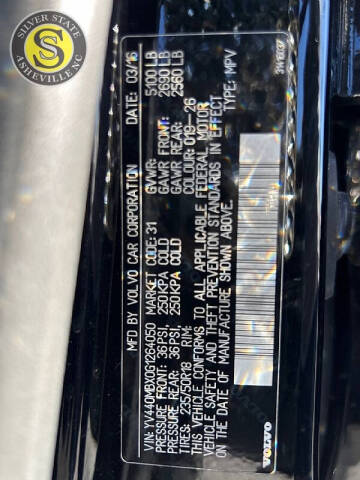 SILVER STATE
S
ASHEVILLE, NC
MFD BY VOLVO CAR CORPORATION DATE: 03/16
MARKET CODE: 31 GVWR: 5100 LB
PRESSURE FRONT: 36 PSI, 250 KPA COLD GAWR FRONT: 2690 LB
PRESSURE REAR: 36 PSI, 250 KPA COLD GAWR REAR: 2560 LB
235/50R18 RIM: COLOUR: 019-26
THIS VEHICLE CONFORMS TO ALL APPLICABLE FEDERAL MOTOR
VEHICLE SAFETY AND THEFT PREVENTION STANDARDS IN EFFECT
ON THE DATE OF MANUFACTURE SHOWN ABOVE.
TYPE: MPV
VOLVO